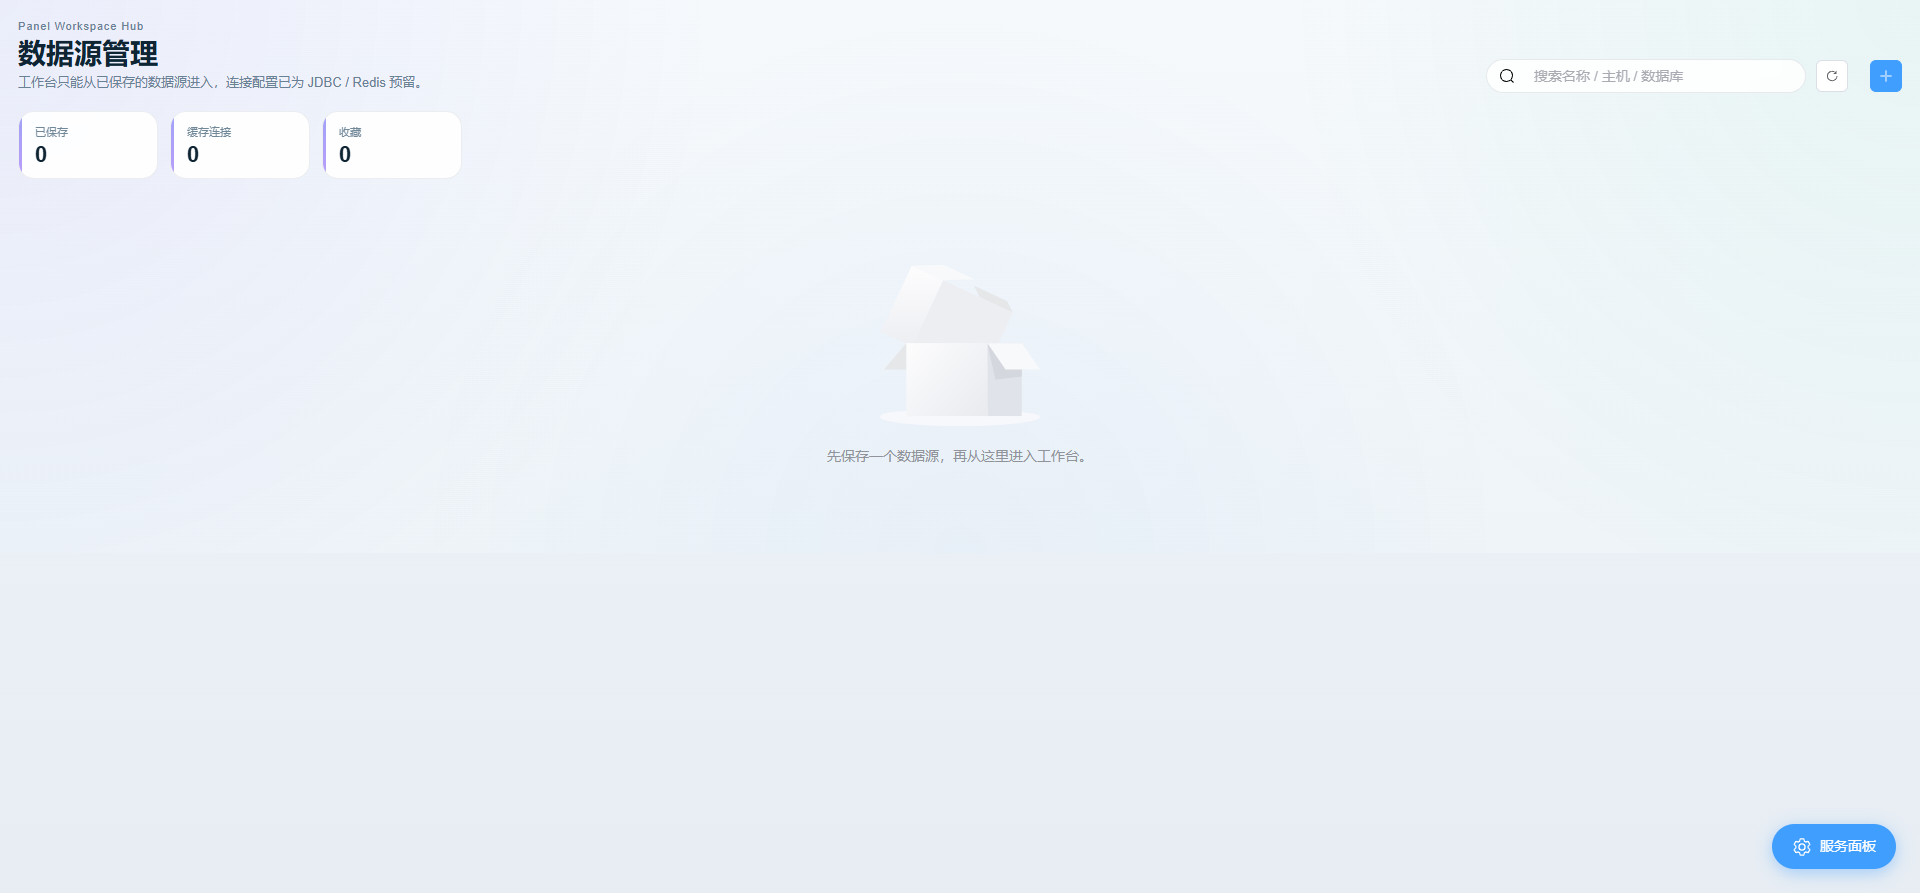 Panel Workspace Hub
数据源管理
工作台只能从已保存的数据源进入，连接配置已为 JDBC / Redis 预留。
搜索名称 / 主机 / 数据库
已保存
0
缓存连接
0
收藏
0
先保存一个数据源，再从这里进入工作台。
服务面板